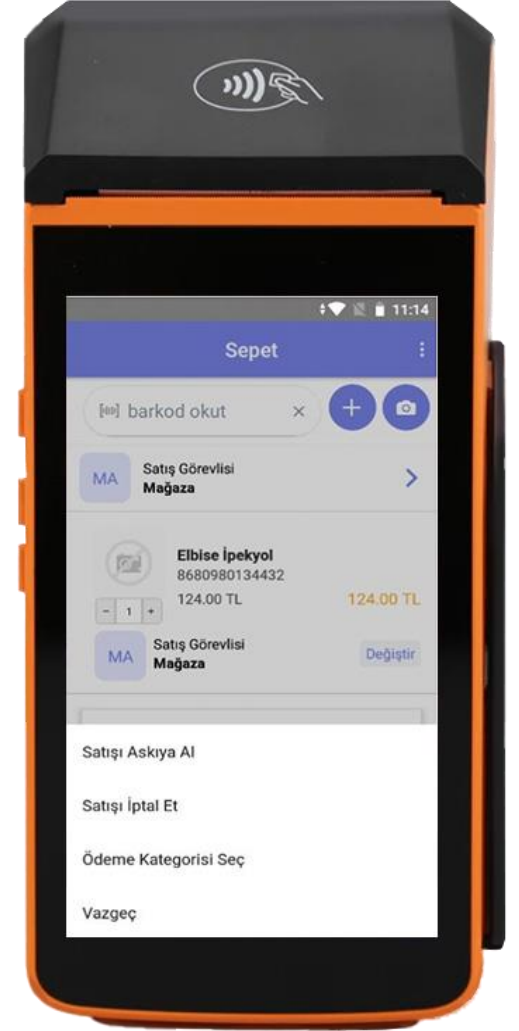 11:14
Sepet
barkod okut
MA
Satış Görevlisi
Mağaza
Elbise İpekyol
8680980134432
124.00 TL
124.00 TL
- 1 +
MA
Satış Görevlisi
Mağaza
Değiştir
Satışı Askıya Al
Satışı İptal Et
Ödeme Kategorisi Seç
Vazgeç